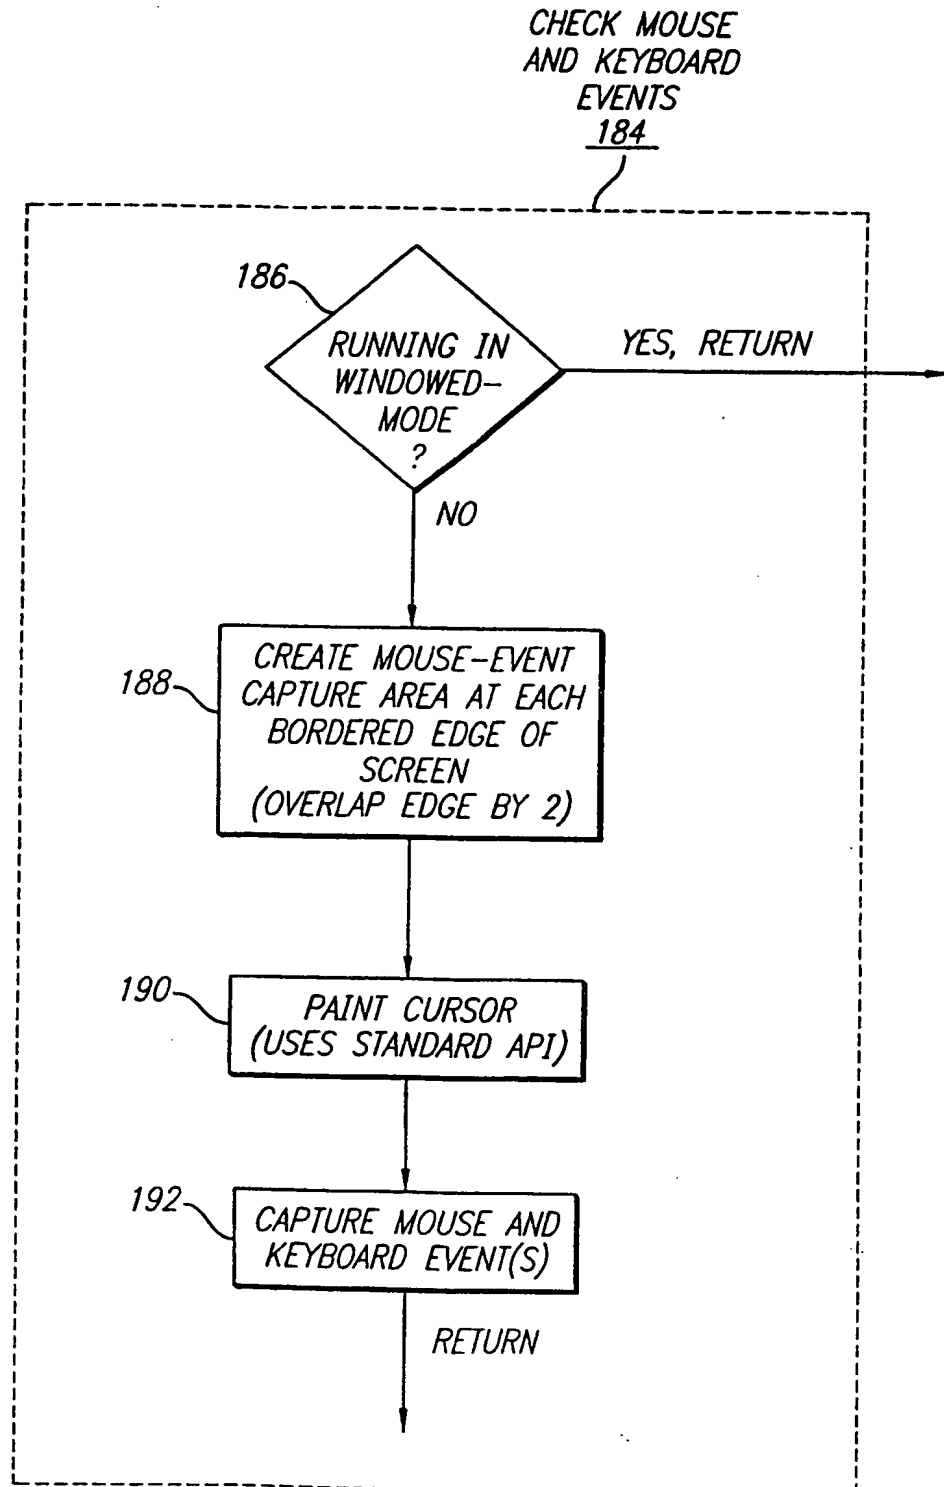 CHECK MOUSE
AND KEYBOARD
EVENTS
184
186
RUNNING IN
WINDOWED-
MODE
?
YES, RETURN
NO
188
CREATE MOUSE-EVENT
CAPTURE AREA AT EACH
BORDERED EDGE OF
SCREEN
(OVERLAP EDGE BY 2)
190
PAINT CURSOR
(USES STANDARD API)
192
CAPTURE MOUSE AND
KEYBOARD EVENT(S)
RETURN